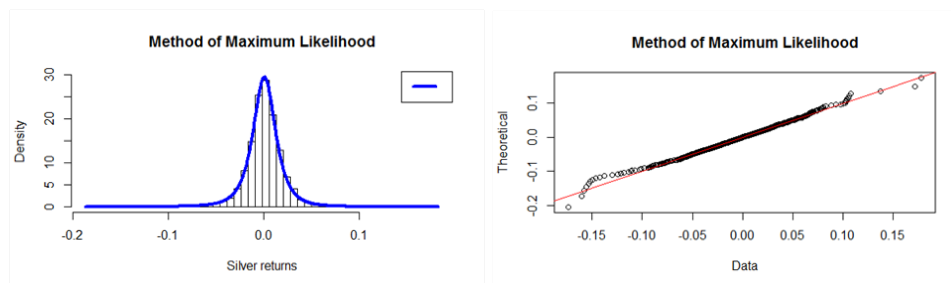 Method of Maximum Likelihood
Density
0 5 10 20 30
-0.2 -0.1 0.0 0.1
Silver returns
Method of Maximum Likelihood
Theoretical
-0.2 -0.1 0.0 0.1
-0.15 -0.10 -0.05 0.00 0.05 0.10 0.15
Data